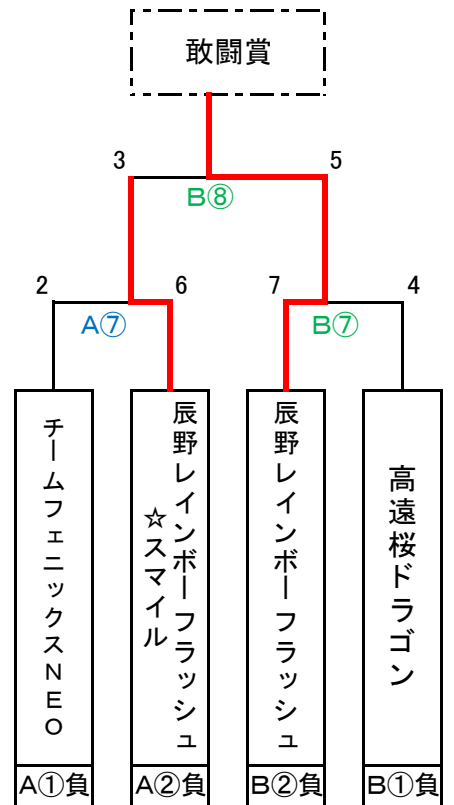 敢闘賞
3
5
B⑧
2
6
7
4
A⑦
B⑦
チームフェニックスNEO
辰野レインボーフラッシュ
☆スマイル
辰野レインボーフラッシュ
高遠桜ドラゴン
A①負
A②負
B②負
B①負